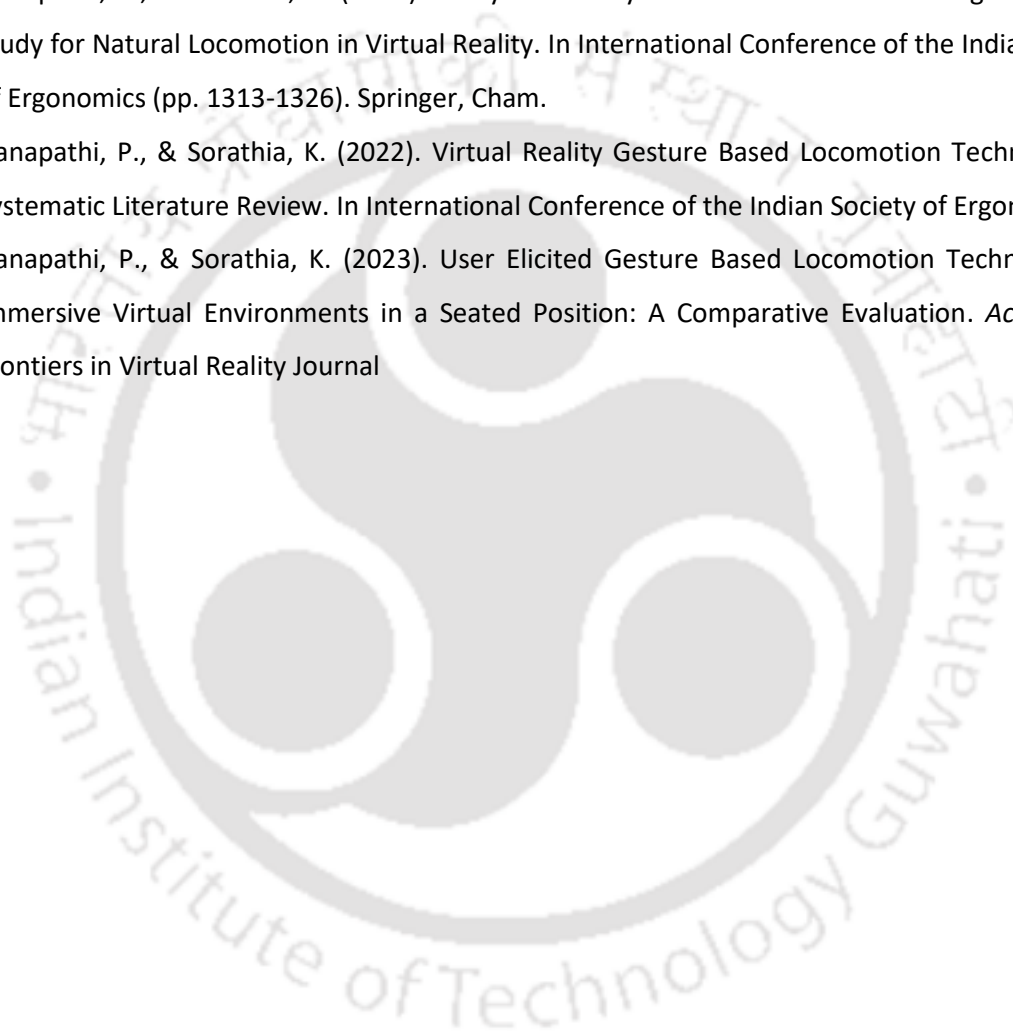 udy for Natural Locomotion in Virtual Reality. In International Conference of the India
f Ergonomics (pp. 1313-1326). Springer, Cham.
anapathi, P., & Sorathia, K. (2022). Virtual Reality Gesture Based Locomotion Techn
ystematic Literature Review. In International Conference of the Indian Society of Ergon
anapathi, P., & Sorathia, K. (2023). User Elicited Gesture Based Locomotion Techn
nmersive Virtual Environments in a Seated Position: A Comparative Evaluation. Ac
ontiers in Virtual Reality Journal
Indian Institute of Technology Guwahati